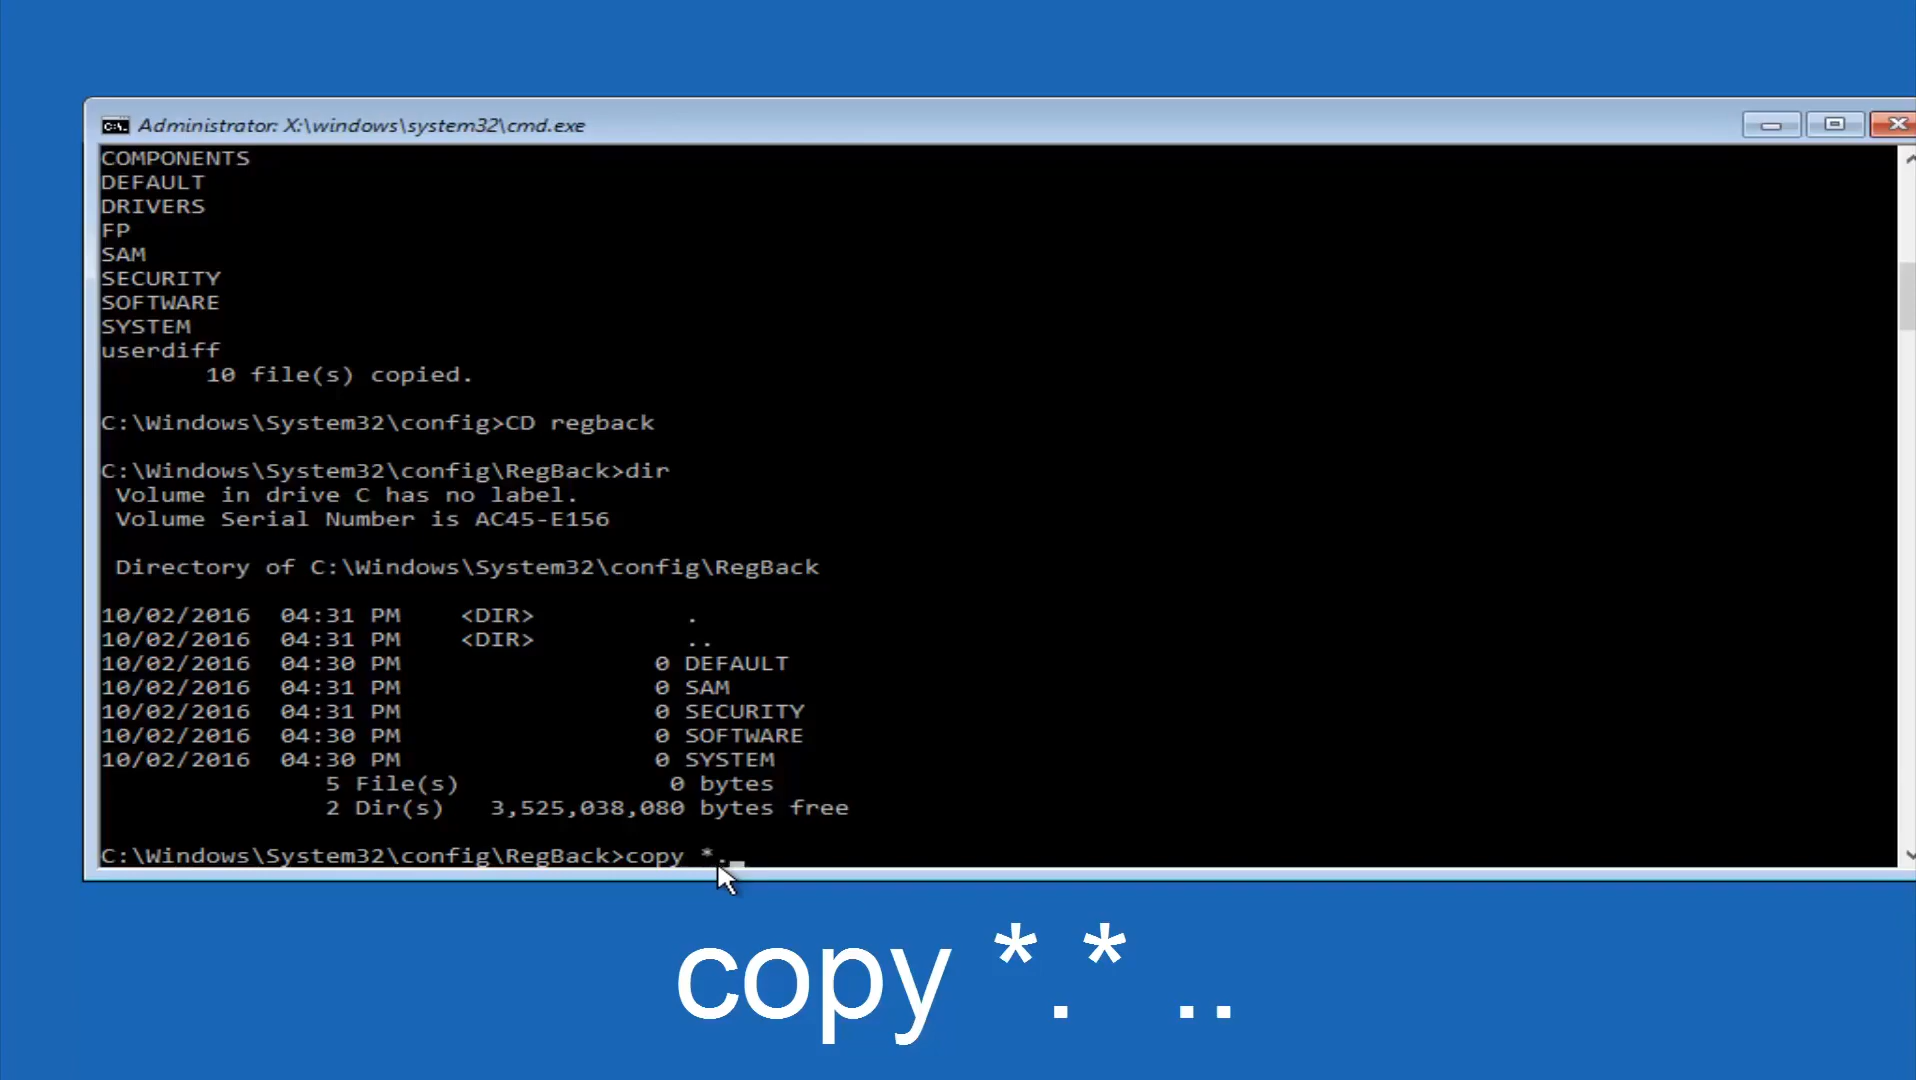 Administrator: X:\windows\system32\cmd.exe
COMPONENTS
DEFAULT
DRIVERS
FP
SAM
SECURITY
SOFTWARE
SYSTEM
userdiff
10 file(s) copied.
C:\Windows\System32\config>CD regback
C:\Windows\System32\config\RegBack>dir
Volume in drive C has no label.
Volume Serial Number is AC45-E156
Directory of C:\Windows\System32\config\RegBack
10/02/2016 04:31 PM <DIR> .
10/02/2016 04:31 PM <DIR> ..
10/02/2016 04:30 PM 0 DEFAULT
10/02/2016 04:31 PM 0 SAM
10/02/2016 04:31 PM 0 SECURITY
10/02/2016 04:30 PM 0 SOFTWARE
10/02/2016 04:30 PM 0 SYSTEM
5 File(s) 0 bytes
2 Dir(s) 3,525,038,080 bytes free
C:\Windows\System32\config\RegBack>copy *._
copy *.* ..